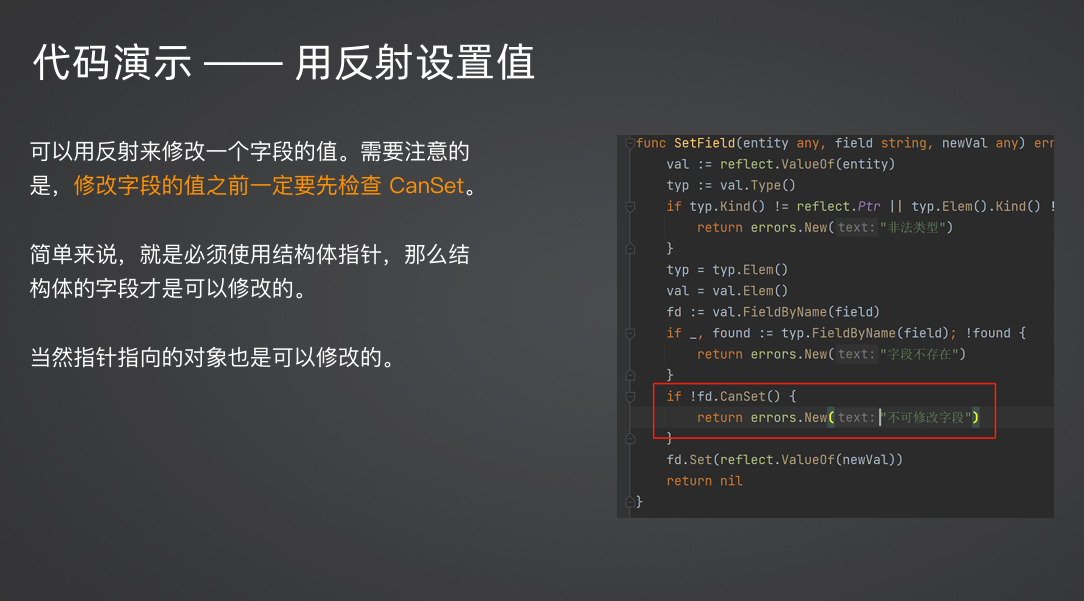 代码演示 —— 用反射设置值
可以用反射来修改一个字段的值。需要注意的
是，修改字段的值之前一定要先检查 CanSet。
简单来说，就是必须使用结构体指针，那么结
构体的字段才是可以修改的。
当然指针指向的对象也是可以修改的。
func SetField(entity any, field string, newVal any) err
val := reflect.ValueOf(entity)
typ := val.Type()
if typ.Kind() != reflect.Ptr || typ.Elem().Kind() !
return errors.New( text: "非法类型")
}
typ = typ.Elem()
val = val.Elem()
fd := val.FieldByName(field)
if _, found := typ.FieldByName(field); !found {
return errors.New( text: "字段不存在")
}
if !fd.CanSet() {
return errors.New( text: "不可修改字段")
}
fd.Set(reflect.ValueOf(newVal))
return nil
}